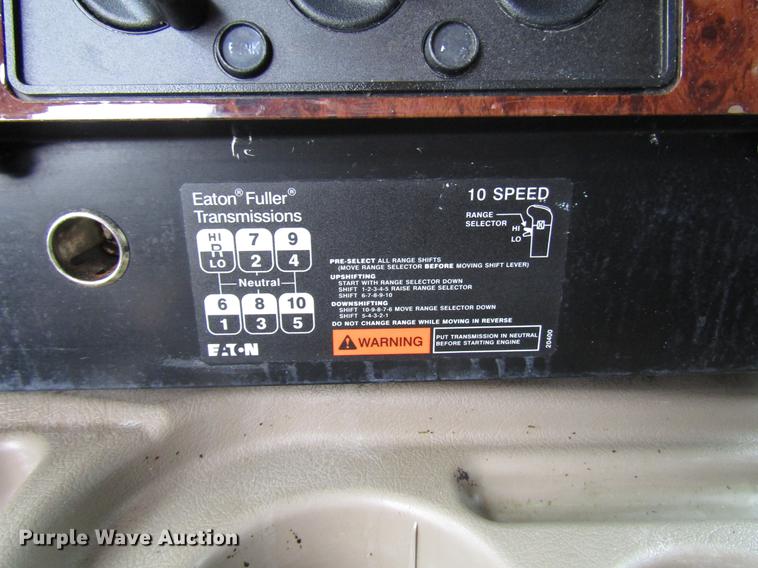 BUNK
Eaton® Fuller®
Transmissions
10 SPEED
RANGE
SELECTOR
HI
LO
HI 7 9
R
LO 2 4
Neutral
6 8 10
1 3 5
EATON
PRE-SELECT ALL RANGE SHIFTS
(MOVE RANGE SELECTOR BEFORE MOVING SHIFT LEVER)
UPSHIFTING
START WITH RANGE SELECTOR DOWN
SHIFT 1-2-3-4-5 RAISE RANGE SELECTOR
SHIFT 6-7-8-9-10
DOWNSHIFTING
SHIFT 10-9-8-7-6 MOVE RANGE SELECTOR DOWN
SHIFT 5-4-3-2-1
DO NOT CHANGE RANGE WHILE MOVING IN REVERSE
WARNING
PUT TRANSMISSION IN NEUTRAL
BEFORE STARTING ENGINE
20400
Purple Wave Auction